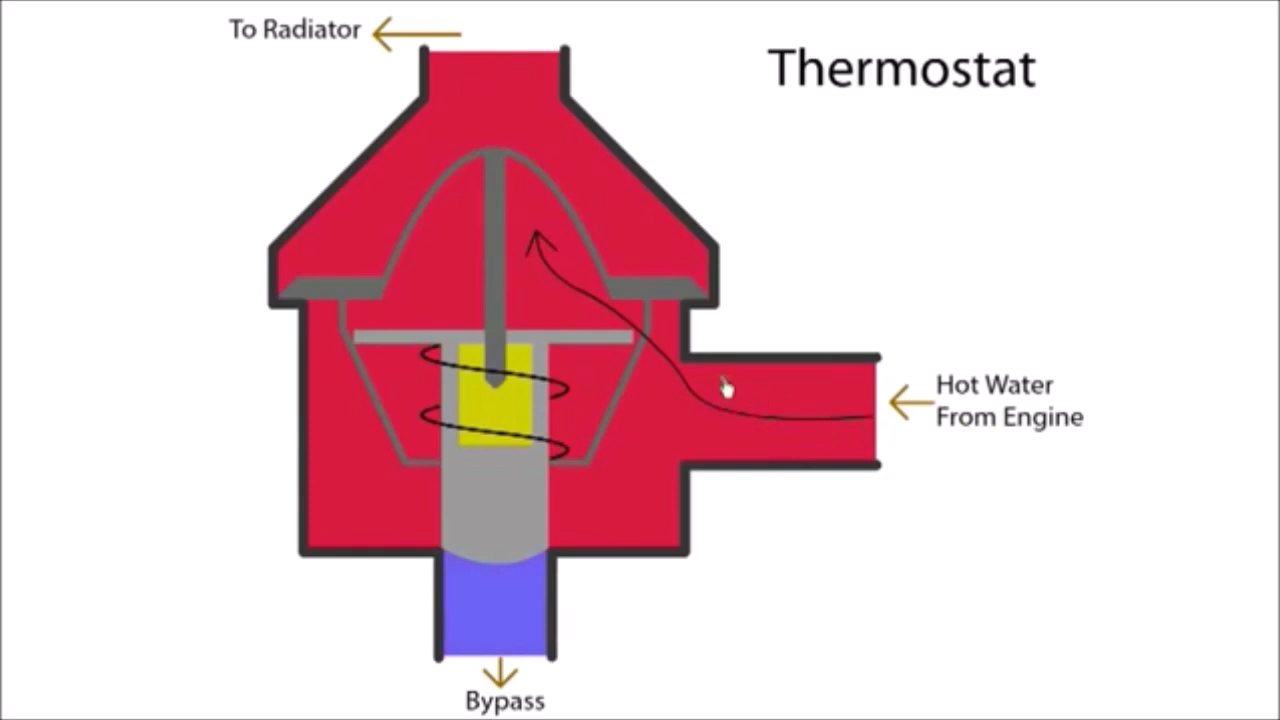 To Radiator
Thermostat
Hot Water
From Engine
Bypass